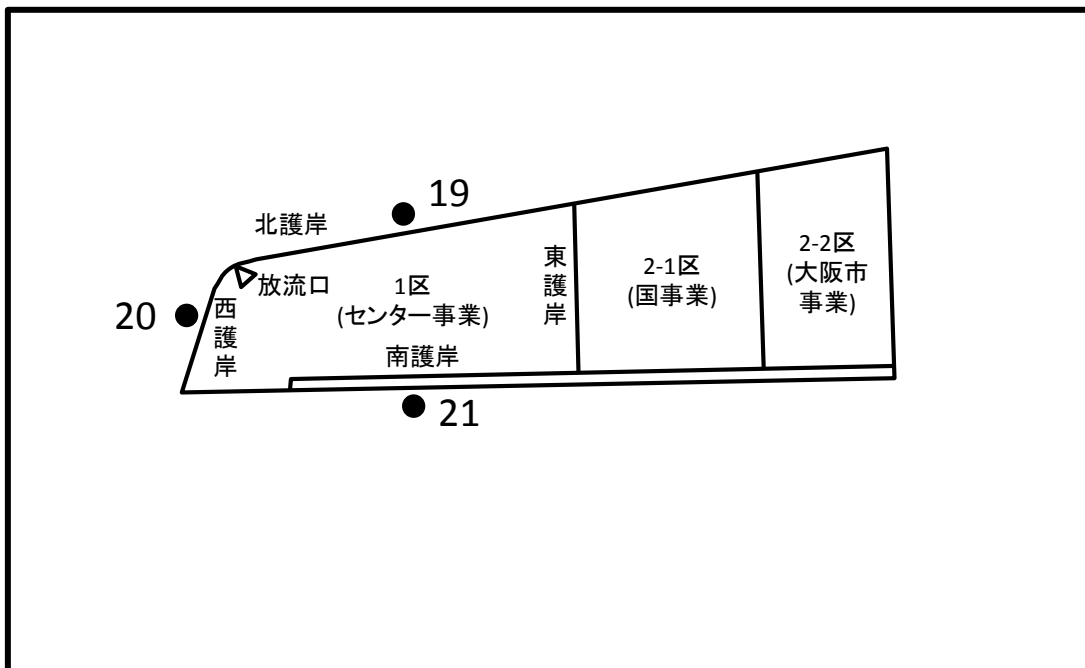 19
北護岸
放流口
20
西護岸
1区
(センター事業)
南護岸
21
東護岸
2-1区
(国事業)
2-2区
(大阪市
事業)